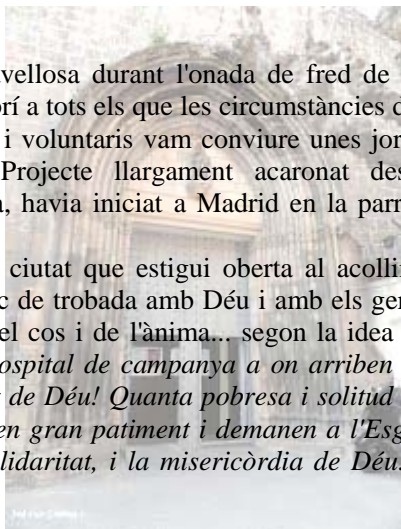 avellosa durant l'onada de fred de
brí a tots els que les circumstàncies d
i voluntaris vam conviure unes jor
Projecte llargament acaronat des
a, havia iniciat a Madrid en la parr
ciutat que estigui oberta al acollin
c de trobada amb Déu i amb els ger
el cos i de l'ànima... segon la idea
ospital de campanya a on arriben
t de Déu! Quanta pobresa i solitud
en gran patiment i demanen a l'Esg
lidaritat, i la misericòrdia de Déu.